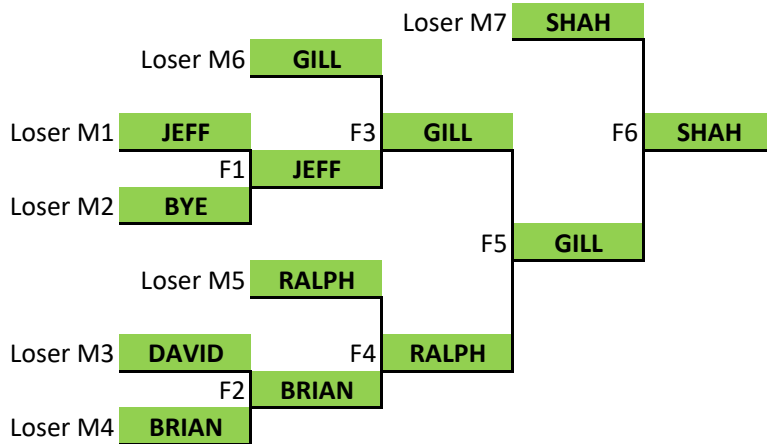 Loser M7 SHAH
Loser M6 GILL
Loser M1 JEFF F3 GILL F6 SHAH
F1 JEFF
Loser M2 BYE
F5 GILL
Loser M5 RALPH
Loser M3 DAVID F4 RALPH
F2 BRIAN
Loser M4 BRIAN